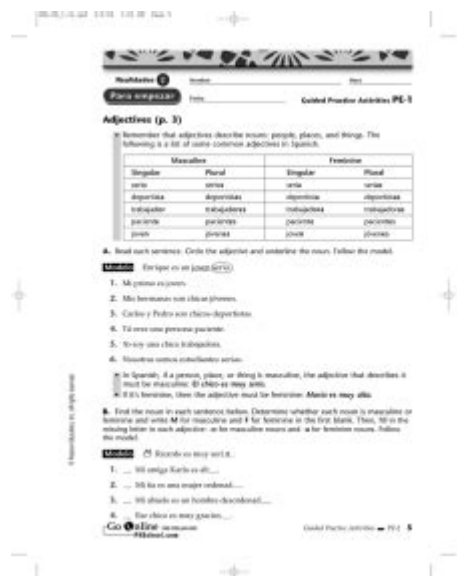 Realidades 2 Nombre Hora
Para empezar Fecha Guided Practice Activities PE-1
Adjectives (p. 3)
Remember that adjectives describe nouns: people, places, and things. The
following is a list of some common adjectives in Spanish.
Masculine Feminine
Singular Plural Singular Plural
serio serios seria serias
deportista deportistas deportista deportistas
trabajador trabajadores trabajadora trabajadoras
paciente pacientes paciente pacientes
joven jóvenes joven jóvenes
A. Read each sentence. Circle the adjective and underline the noun. Follow the model.
Modelo Enrique es un joven serio.
1. Mi primo es joven.
2. Mis hermanas son chicas jóvenes.
3. Carlos y Pedro son chicos deportistas.
4. Tú eres una persona paciente.
5. Yo soy una chica trabajadora.
6. Nosotros somos estudiantes serios.
In Spanish, if a person, place, or thing is masculine, the adjective that describes it
must be masculine: El chico es muy serio.
If it's feminine, then the adjective must be feminine: María es muy alta.
B. Find the noun in each sentence below. Determine whether each noun is masculine or
feminine and write M for masculine and F for feminine in the first blank. Then, fill in the
missing letter in each adjective: -o for masculine nouns and -a for feminine nouns. Follow
the model.
Modelo M Ricardo es muy seri o.
1. __ Mi amiga Karla es alt__.
2. __ Mi tía es una mujer ordenad__.
3. __ Mi abuelo es un hombre desordenad__.
4. __ Ese chico es muy gracios__.
Go Online
PHSchool.com
Guided Practice Activities PE-1 5